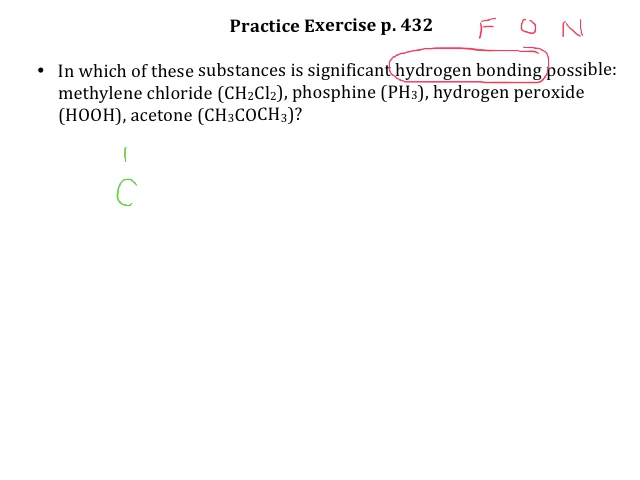 Practice Exercise p. 432
F O N
• In which of these substances is significant hydrogen bonding possible:
methylene chloride (CH₂Cl₂), phosphine (PH₃), hydrogen peroxide
(HOOH), acetone (CH₃COCH₃)?
C